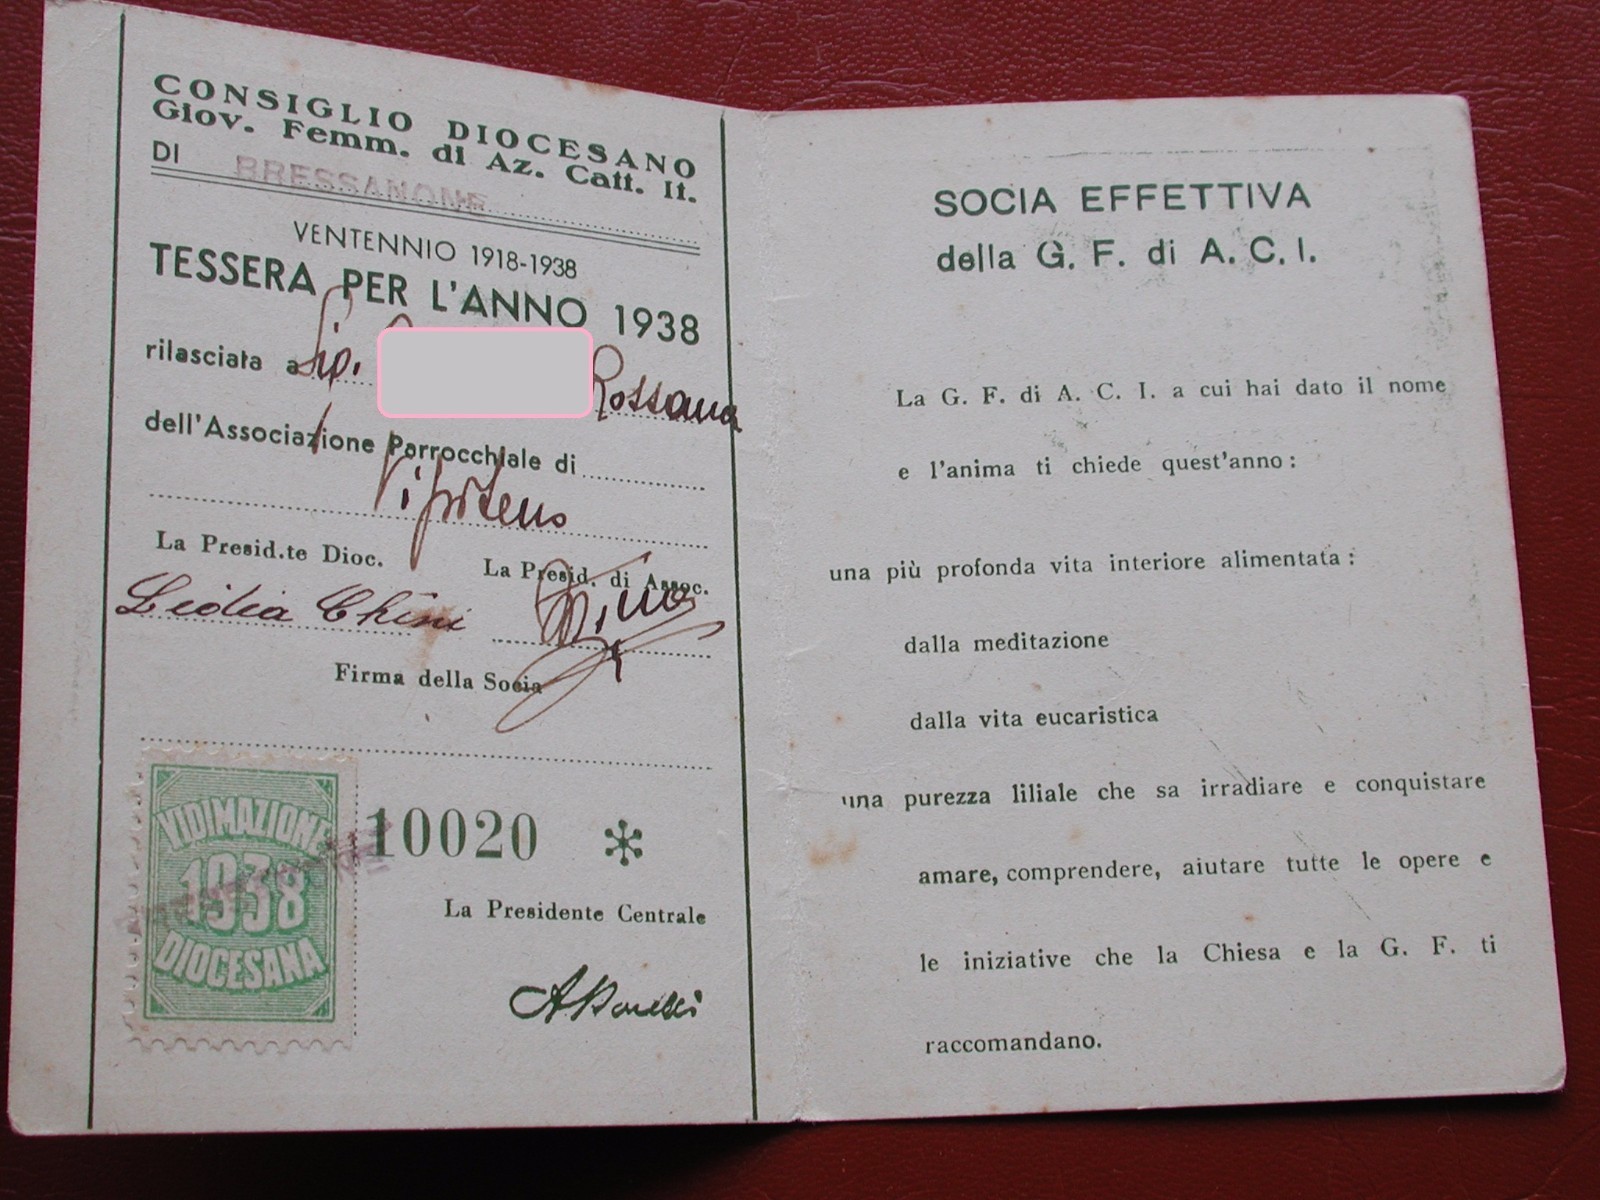 CONSIGLIO DIOCESANO
Giov. Femm. di Az. Catt. It.
DI BRESSANONE
VENTENNIO 1918-1938
TESSERA PER L'ANNO 1938
rilasciata a Sig. Rossana
dell'Associazione Parrocchiale di
Vipiteno
La Presid.te Dioc.
La Presid. di Assoc.
Lidia Chini
Firma della Socia
VIDIMAZIONE
1938
DIOCESANA
10020 *
La Presidente Centrale
ABarelli
SOCIA EFFETTIVA
della G. F. di A. C. I.
La G. F. di A. C. I. a cui hai dato il nome
e l'anima ti chiede quest'anno:
una più profonda vita interiore alimentata:
dalla meditazione
dalla vita eucaristica
una purezza liliale che sa irradiare e conquistare
amare, comprendere, aiutare tutte le opere e
le iniziative che la Chiesa e la G. F. ti
raccomandano.